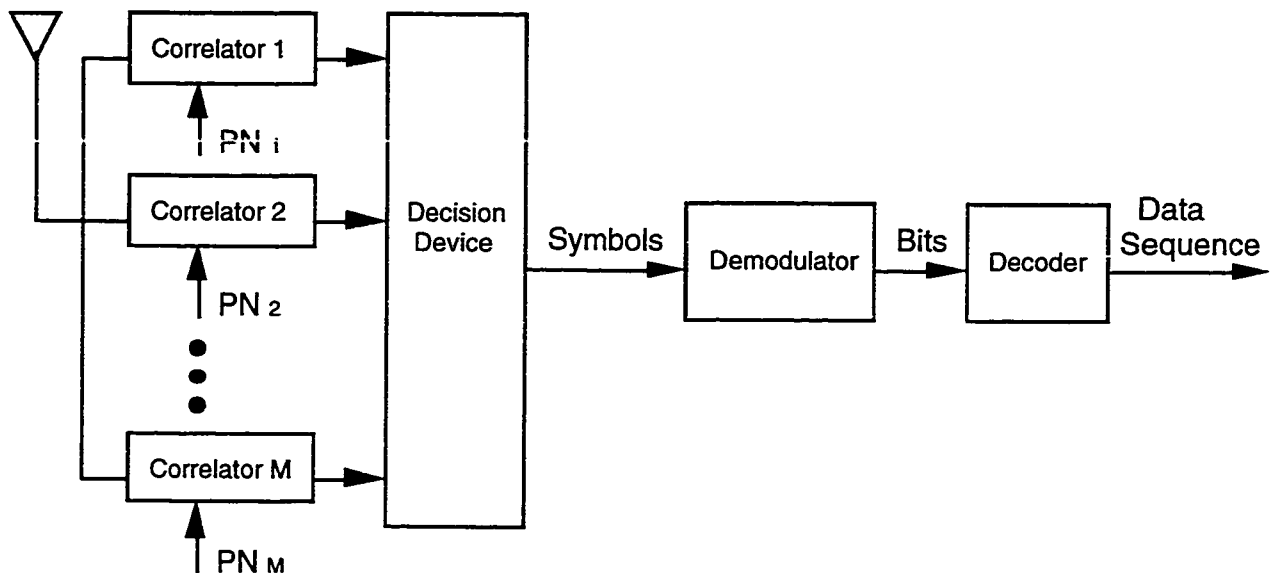 Correlator 1
PN 1
Correlator 2
PN 2
Correlator M
PN M
Decision
Device
Symbols
Demodulator
Bits
Decoder
Data
Sequence